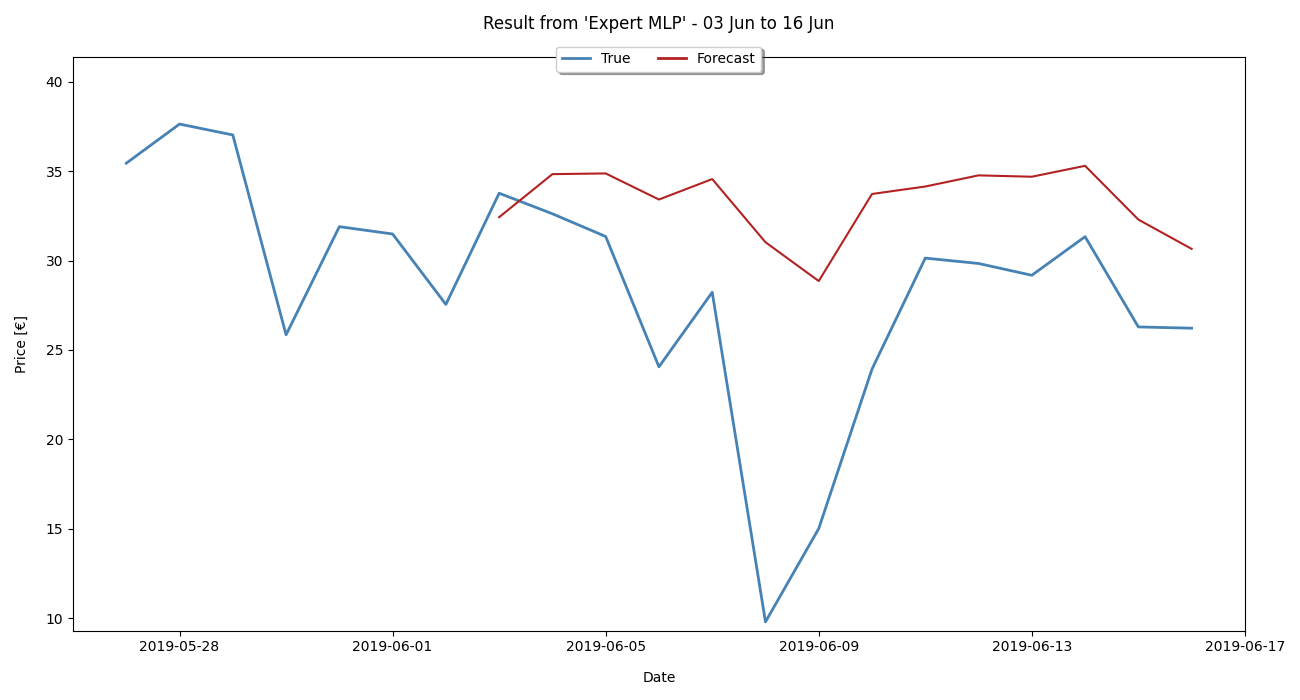 Result from 'Expert MLP' - 03 Jun to 16 Jun
True Forecast
40
35
30
25
20
15
10
Price [€]
2019-05-28 2019-06-01 2019-06-05 2019-06-09 2019-06-13 2019-06-17
Date